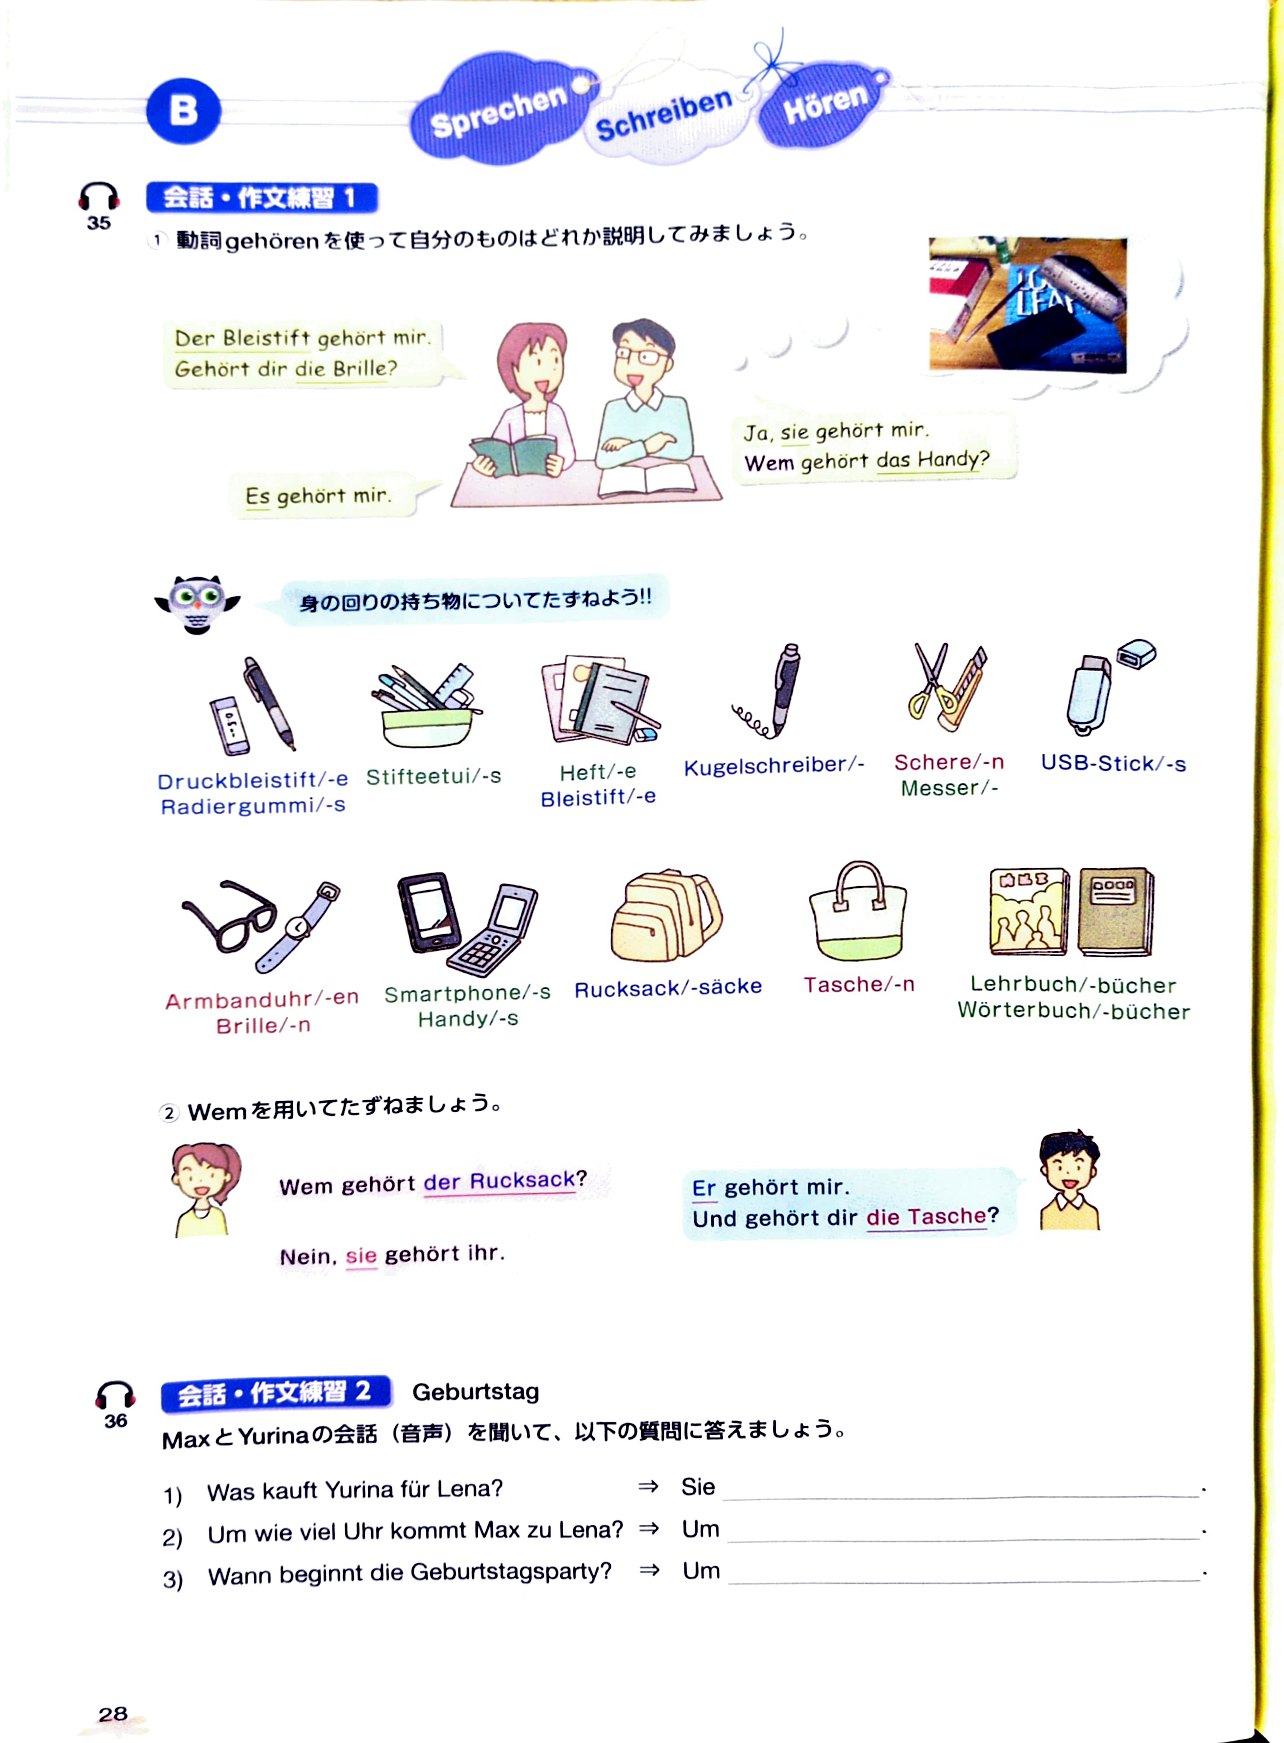 B
Sprechen
Schreiben
Hören
35
会話・作文練習 1
① 動詞gehörenを使って自分のものはどれか説明してみましょう。
LEAF
Der Bleistift gehört mir.
Gehört dir die Brille?
Ja, sie gehört mir.
Wem gehört das Handy?
Es gehört mir.
身の回りの持ち物についてたずねよう!!
Druckbleistift/-e
Radiergummi/-s
Stifteetui/-s
Heft/-e
Bleistift/-e
Kugelschreiber/-
Schere/-n
Messer/-
USB-Stick/-s
Armbanduhr/-en
Brille/-n
Smartphone/-s
Handy/-s
Rucksack/-säcke
Tasche/-n
Lehrbuch/-bücher
Wörterbuch/-bücher
② Wemを用いてたずねましょう。
Wem gehört der Rucksack?
Er gehört mir.
Und gehört dir die Tasche?
Nein, sie gehört ihr.
36
会話・作文練習 2 Geburtstag
MaxとYurinaの会話（音声）を聞いて、以下の質問に答えましょう。
1) Was kauft Yurina für Lena? ⇒ Sie .
2) Um wie viel Uhr kommt Max zu Lena? ⇒ Um .
3) Wann beginnt die Geburtstagsparty? ⇒ Um .
28